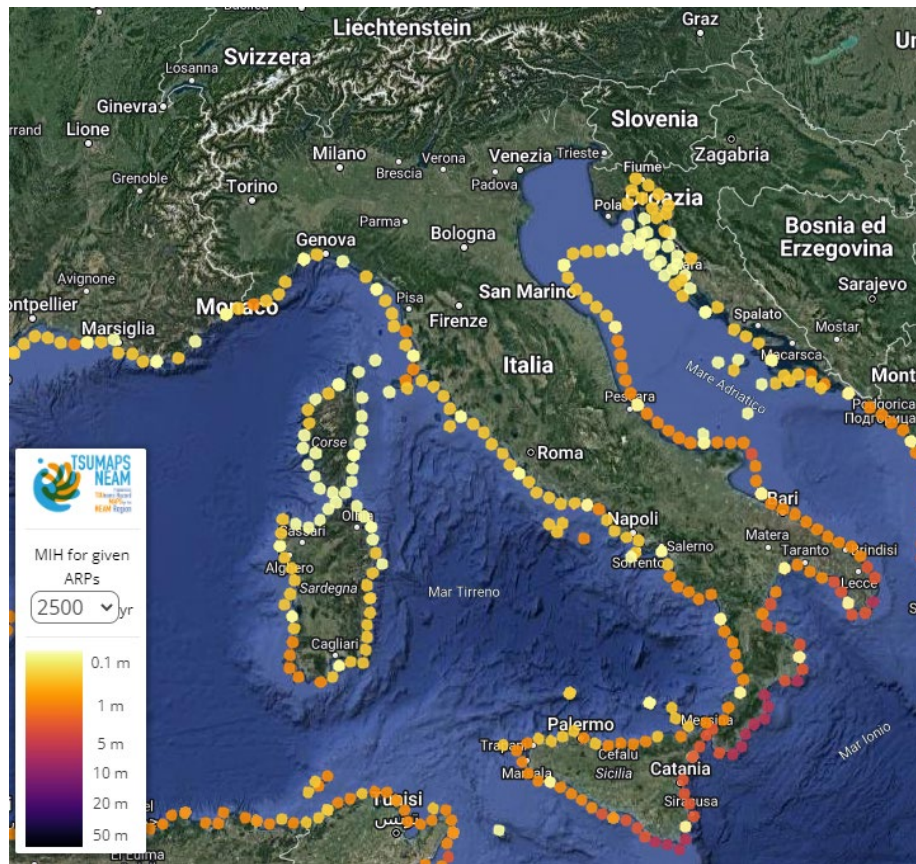 Liechtenstein
Graz
Svizzera
Losanna
Ginevra
Slovenia
Lione
Milano
Verona
Venezia
Trieste
Fiume
Zagabria
Brescia
Padova
Grenoble
Torino
Pola
Parma
Bologna
Bosnia ed
Erzegovina
Genova
Avignone
San Marino
Sarajevo
Monaco
Pisa
Firenze
Spalato
Mostar
Marsiglia
Macarsca
Italia
Mare Adriatico
Mont
Podgorica
Подгорица
Corse
Roma
TSUMAPS
NEAM
Bari
Napoli
Salerno
Matera
Taranto
Brindisi
Sorrento
Lecce
MIH for given
ARPs
2500 yr
Alghero
Sardegna
Mar Tirreno
Cagliari
0.1 m
1 m
5 m
10 m
20 m
50 m
Palermo
Messina
Trapani
Cefalù
Mar Ionio
Marsala
Sicilia
Catania
Siracusa
Tunisi
تونس